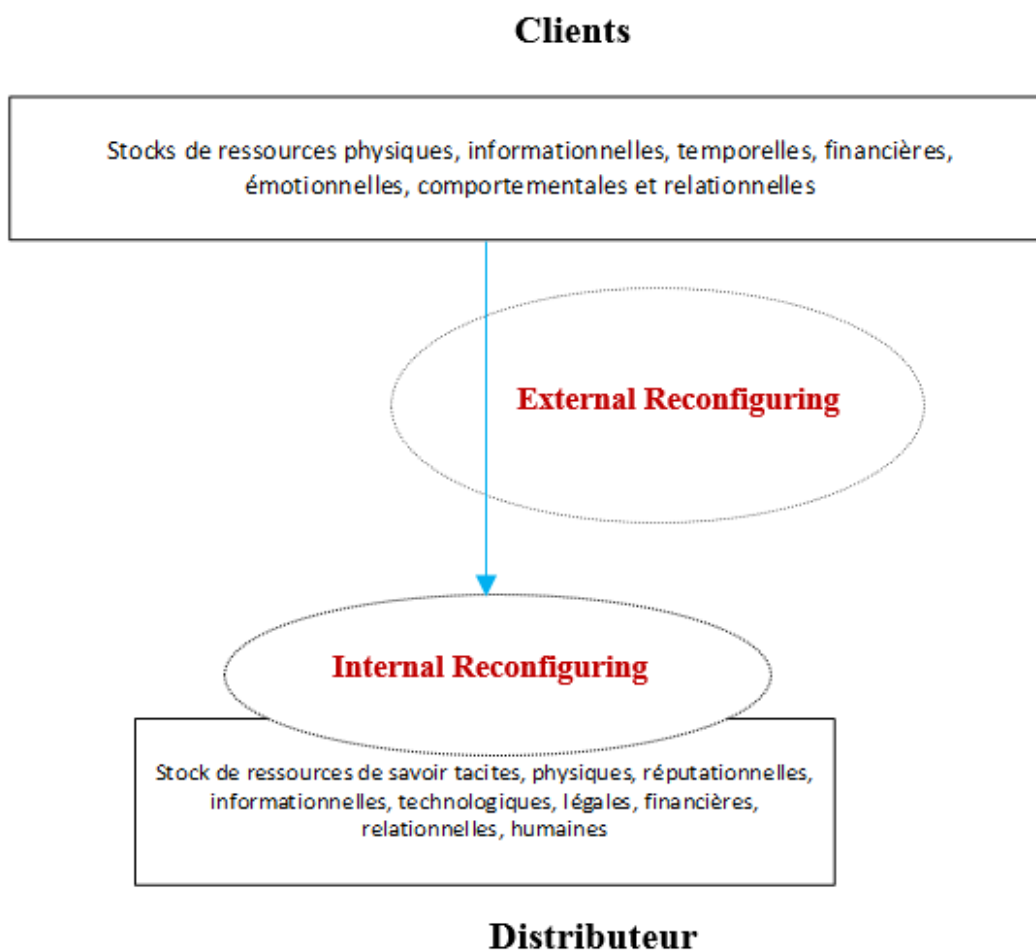 Clients
Stocks de ressources physiques, informationnelles, temporelles, financières,
émotionnelles, comportementales et relationnelles
External Reconfiguring
Internal Reconfiguring
Stock de ressources de savoir tacites, physiques, réputationnelles,
informationnelles, technologiques, légales, financières,
relationnelles, humaines
Distributeur